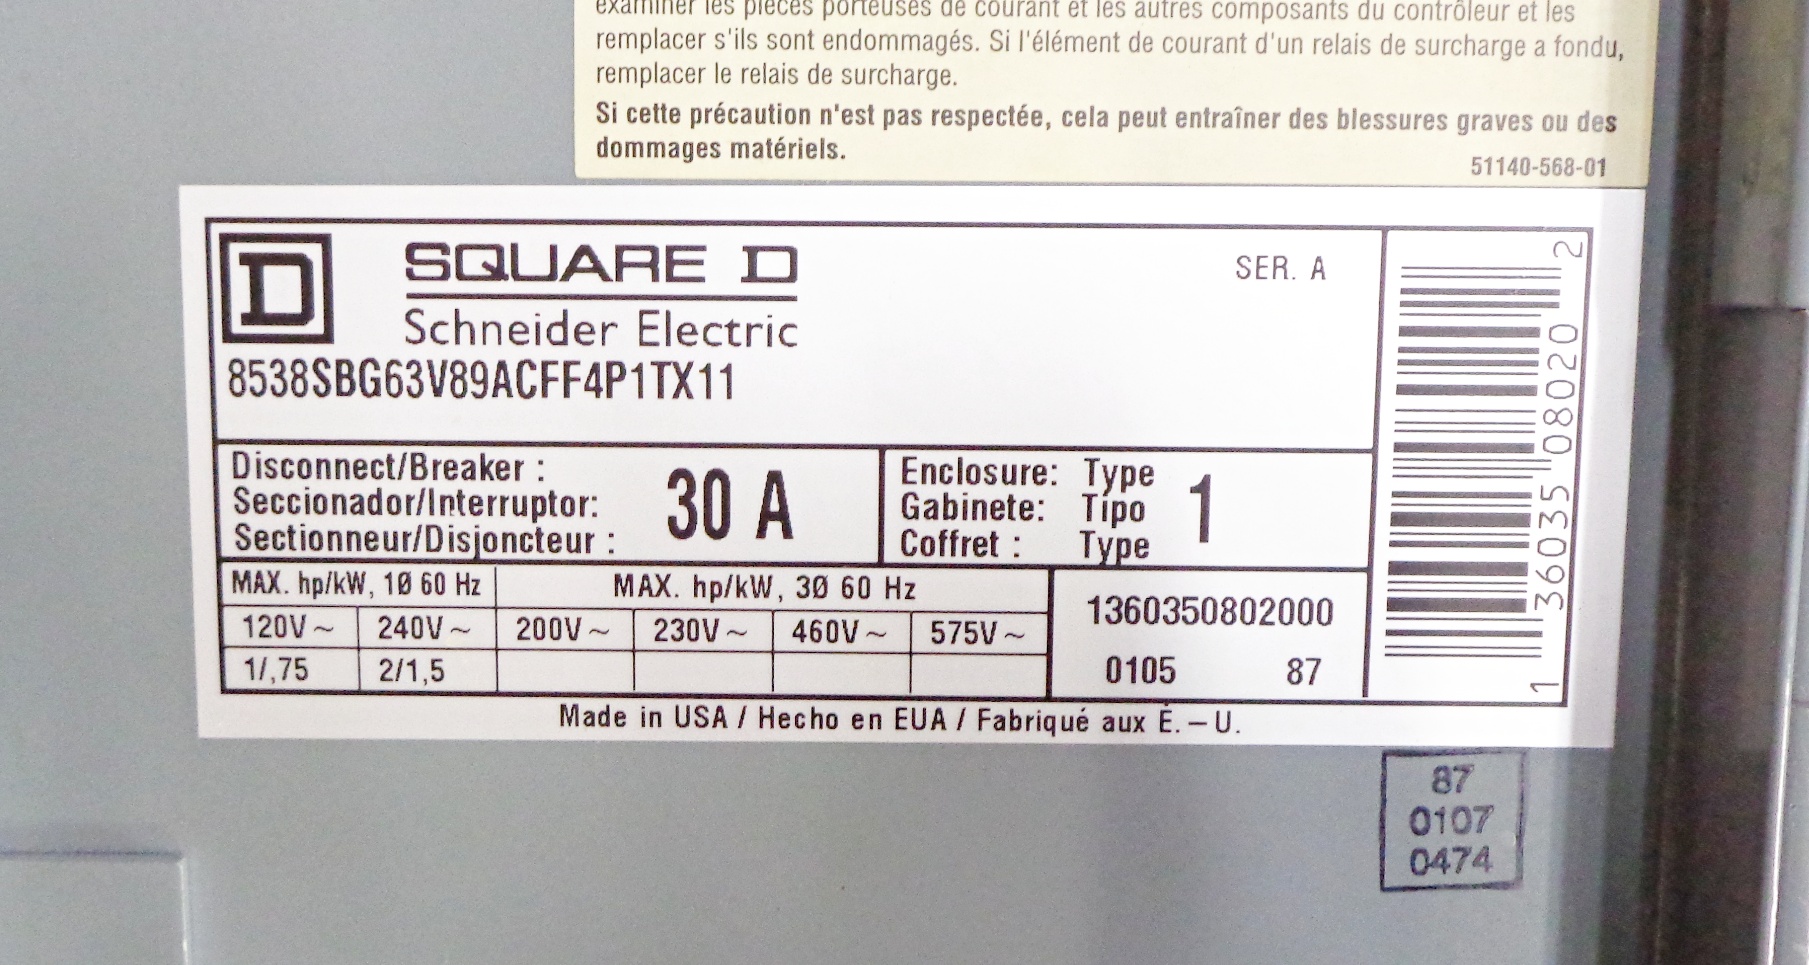 examiner les pièces porteuses de courant et les autres composants du contrôleur et les
remplacer s'ils sont endommagés. Si l'élément de courant d'un relais de surcharge a fondu,
remplacer le relais de surcharge.
Si cette précaution n'est pas respectée, cela peut entraîner des blessures graves ou des
dommages matériels.
51140-568-01
D
SQUARE D
Schneider Electric
SER. A
8538SBG63V89ACFF4P1TX11
Disconnect/Breaker :
Seccionador/Interruptor:
Sectionneur/Disjoncteur :
30 A
Enclosure: Type
Gabinete: Tipo
Coffret : Type
1
MAX. hp/kW, 1Ø 60 Hz
MAX. hp/kW, 3Ø 60 Hz
120V~ 240V~ 200V~ 230V~ 460V~ 575V~
1/,75 2/1,5
1360350802000
0105 87
1 36035 08020 2
Made in USA / Hecho en EUA / Fabriqué aux É. – U.
87
0107
0474